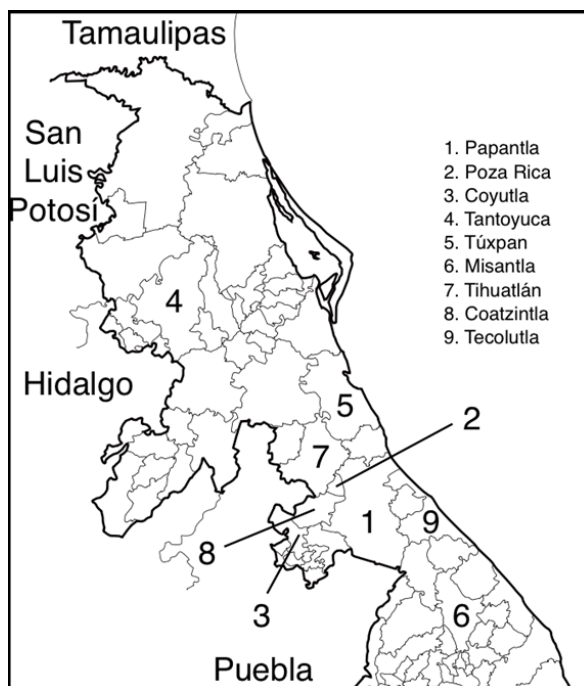 Tamaulipas
San
Luis
Potosí
1. Papantla
2. Poza Rica
3. Coyutla
4. Tantoyuca
5. Túxpan
6. Misantla
7. Tihuatlán
8. Coatzintla
9. Tecolutla
4
Hidalgo
5
2
7
1
9
8
3
6
Puebla